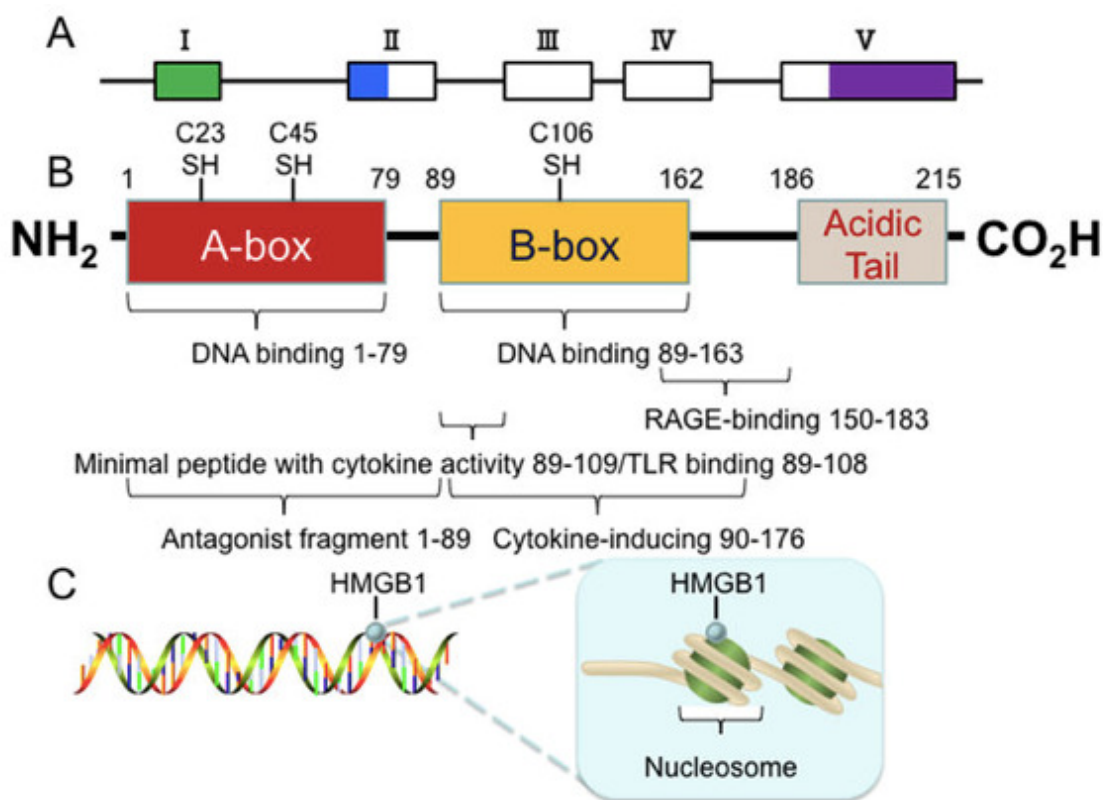 A
I II III IV V
C23 C45 C106
SH SH SH
B
1 79 89 162 186 215
NH2 A-box B-box Acidic Tail CO2H
DNA binding 1-79 DNA binding 89-163
RAGE-binding 150-183
Minimal peptide with cytokine activity 89-109/TLR binding 89-108
Antagonist fragment 1-89 Cytokine-inducing 90-176
C
HMGB1 HMGB1
Nucleosome